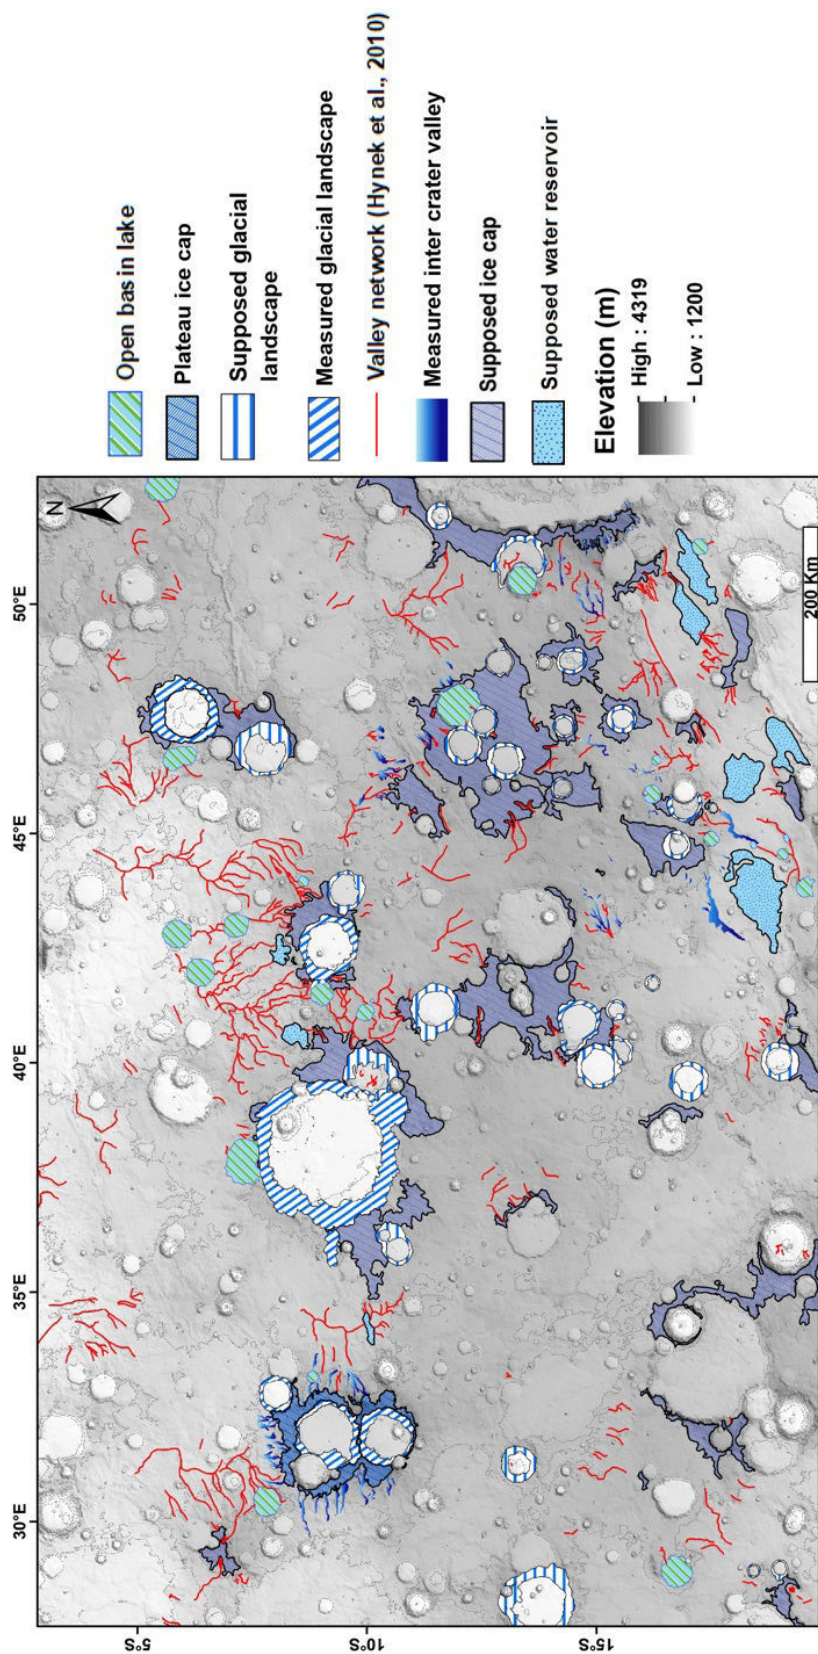 N
30°E
35°E
40°E
45°E
50°E
5°S
10°S
15°S
200 Km
Open basin lake
Plateau ice cap
Supposed glacial
landscape
Measured glacial landscape
Valley network (Hynek et al., 2010)
Measured inter crater valley
Supposed ice cap
Supposed water reservoir
Elevation (m)
High : 4319
Low : 1200